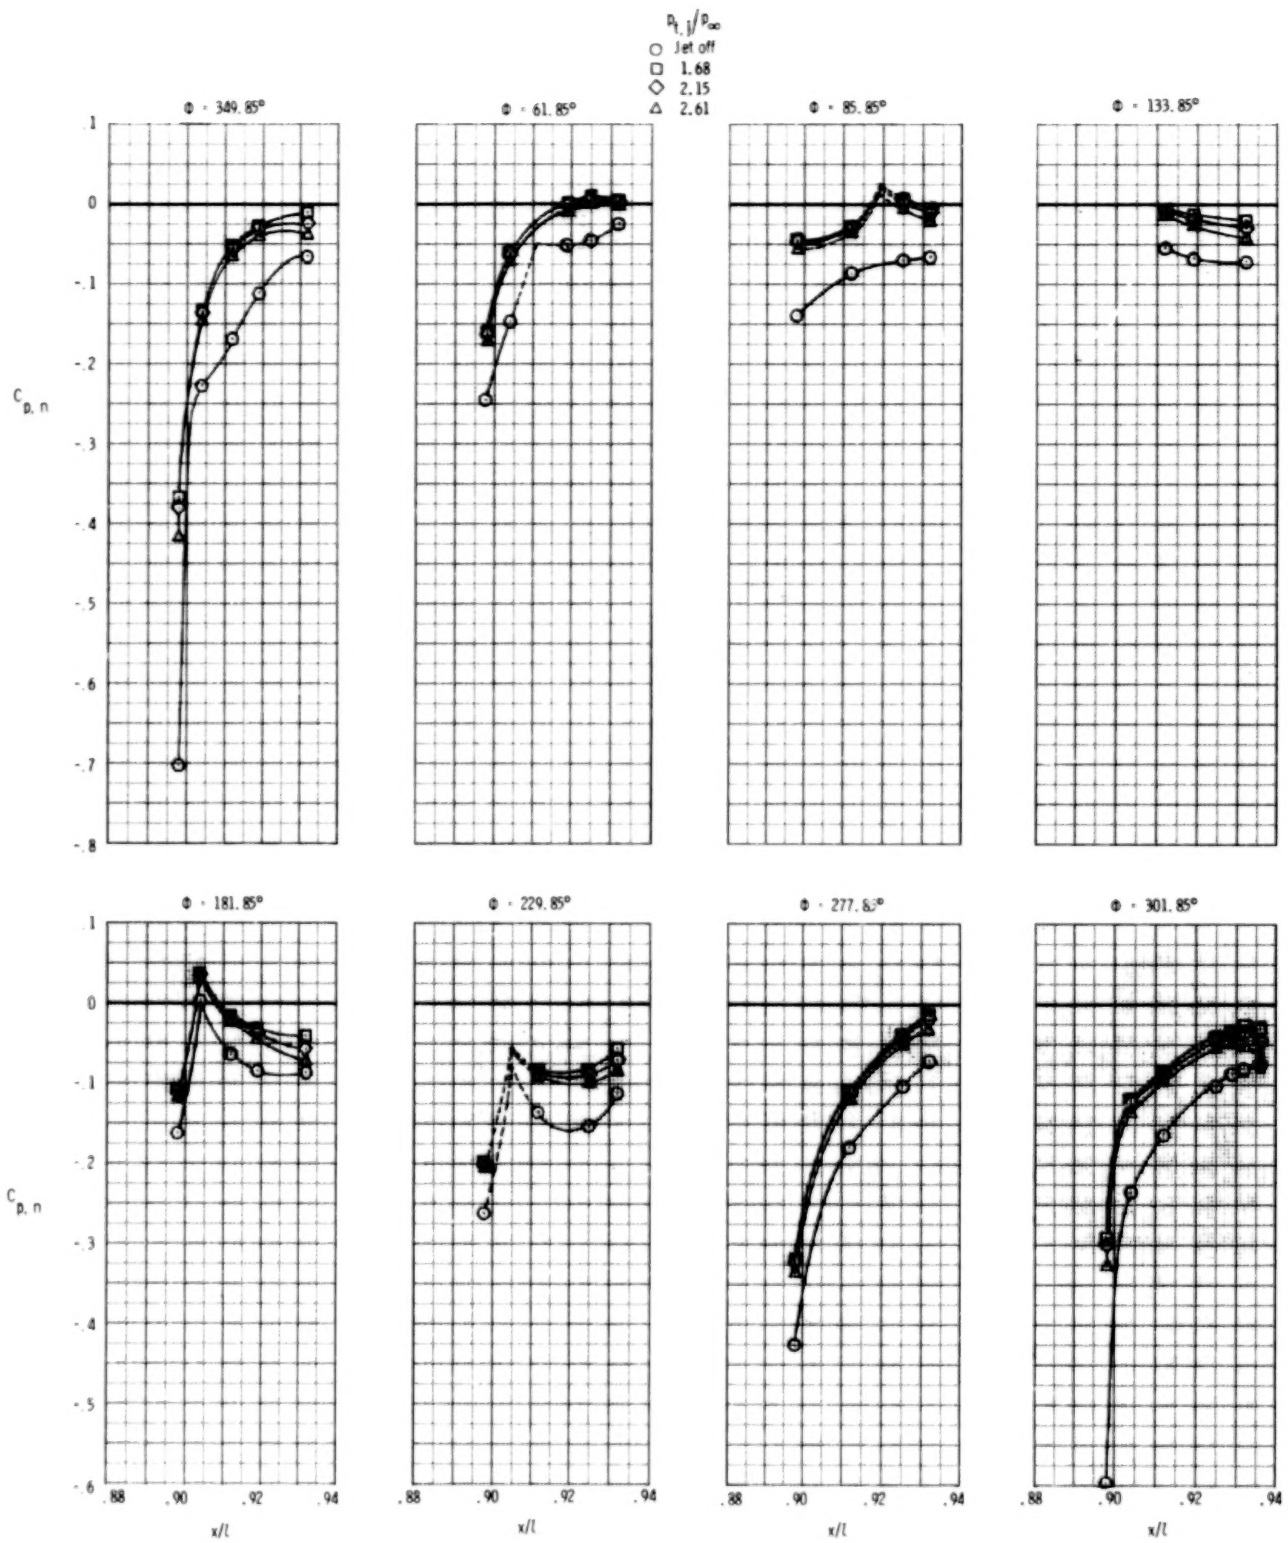 p_t, j/p_∞
Jet off
1.68
2.15
2.61
Φ = 349.85°
Φ = 61.85°
Φ = 85.85°
Φ = 133.85°
.1
0
-.1
-.2
C_p, n
-.3
-.4
-.5
-.6
-.7
-.8
Φ = 181.85°
Φ = 229.85°
Φ = 277.85°
Φ = 301.85°
.1
0
-.1
-.2
C_p, n
-.3
-.4
-.5
-.6
.88 .90 .92 .94
.88 .90 .92 .94
.88 .90 .92 .94
.88 .90 .92 .94
x/l
x/l
x/l
x/l